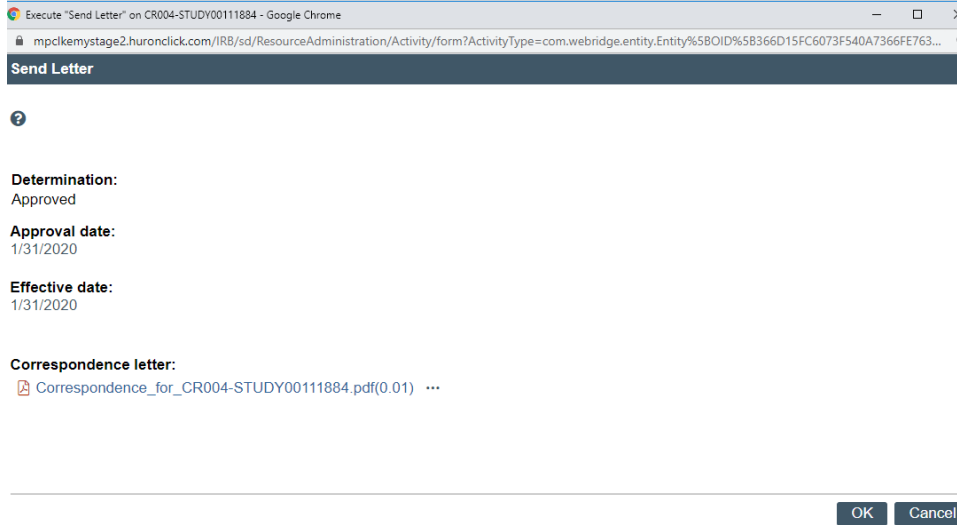 Execute "Send Letter" on CR004-STUDY00111884 - Google Chrome
mpclkemystage2.huronclick.com/IRB/sd/ResourceAdministration/Activity/form?ActivityType=com.webridge.entity.Entity%5BOID%5B366D15FC6073F540A7366FE763...
Send Letter
Determination:
Approved
Approval date:
1/31/2020
Effective date:
1/31/2020
Correspondence letter:
Correspondence_for_CR004-STUDY00111884.pdf(0.01) ...
OK Cancel